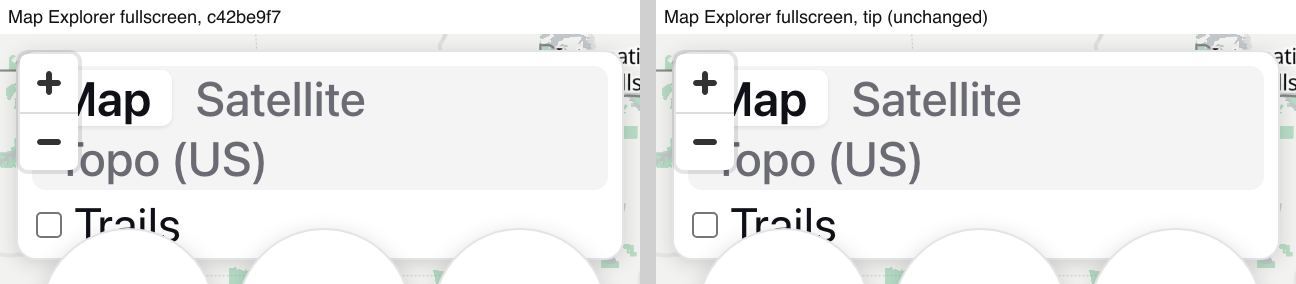 Map Explorer fullscreen, c42be9f7
Map Satellite
Topo (US)
Trails
Map Explorer fullscreen, tip (unchanged)
Map Satellite
Topo (US)
Trails